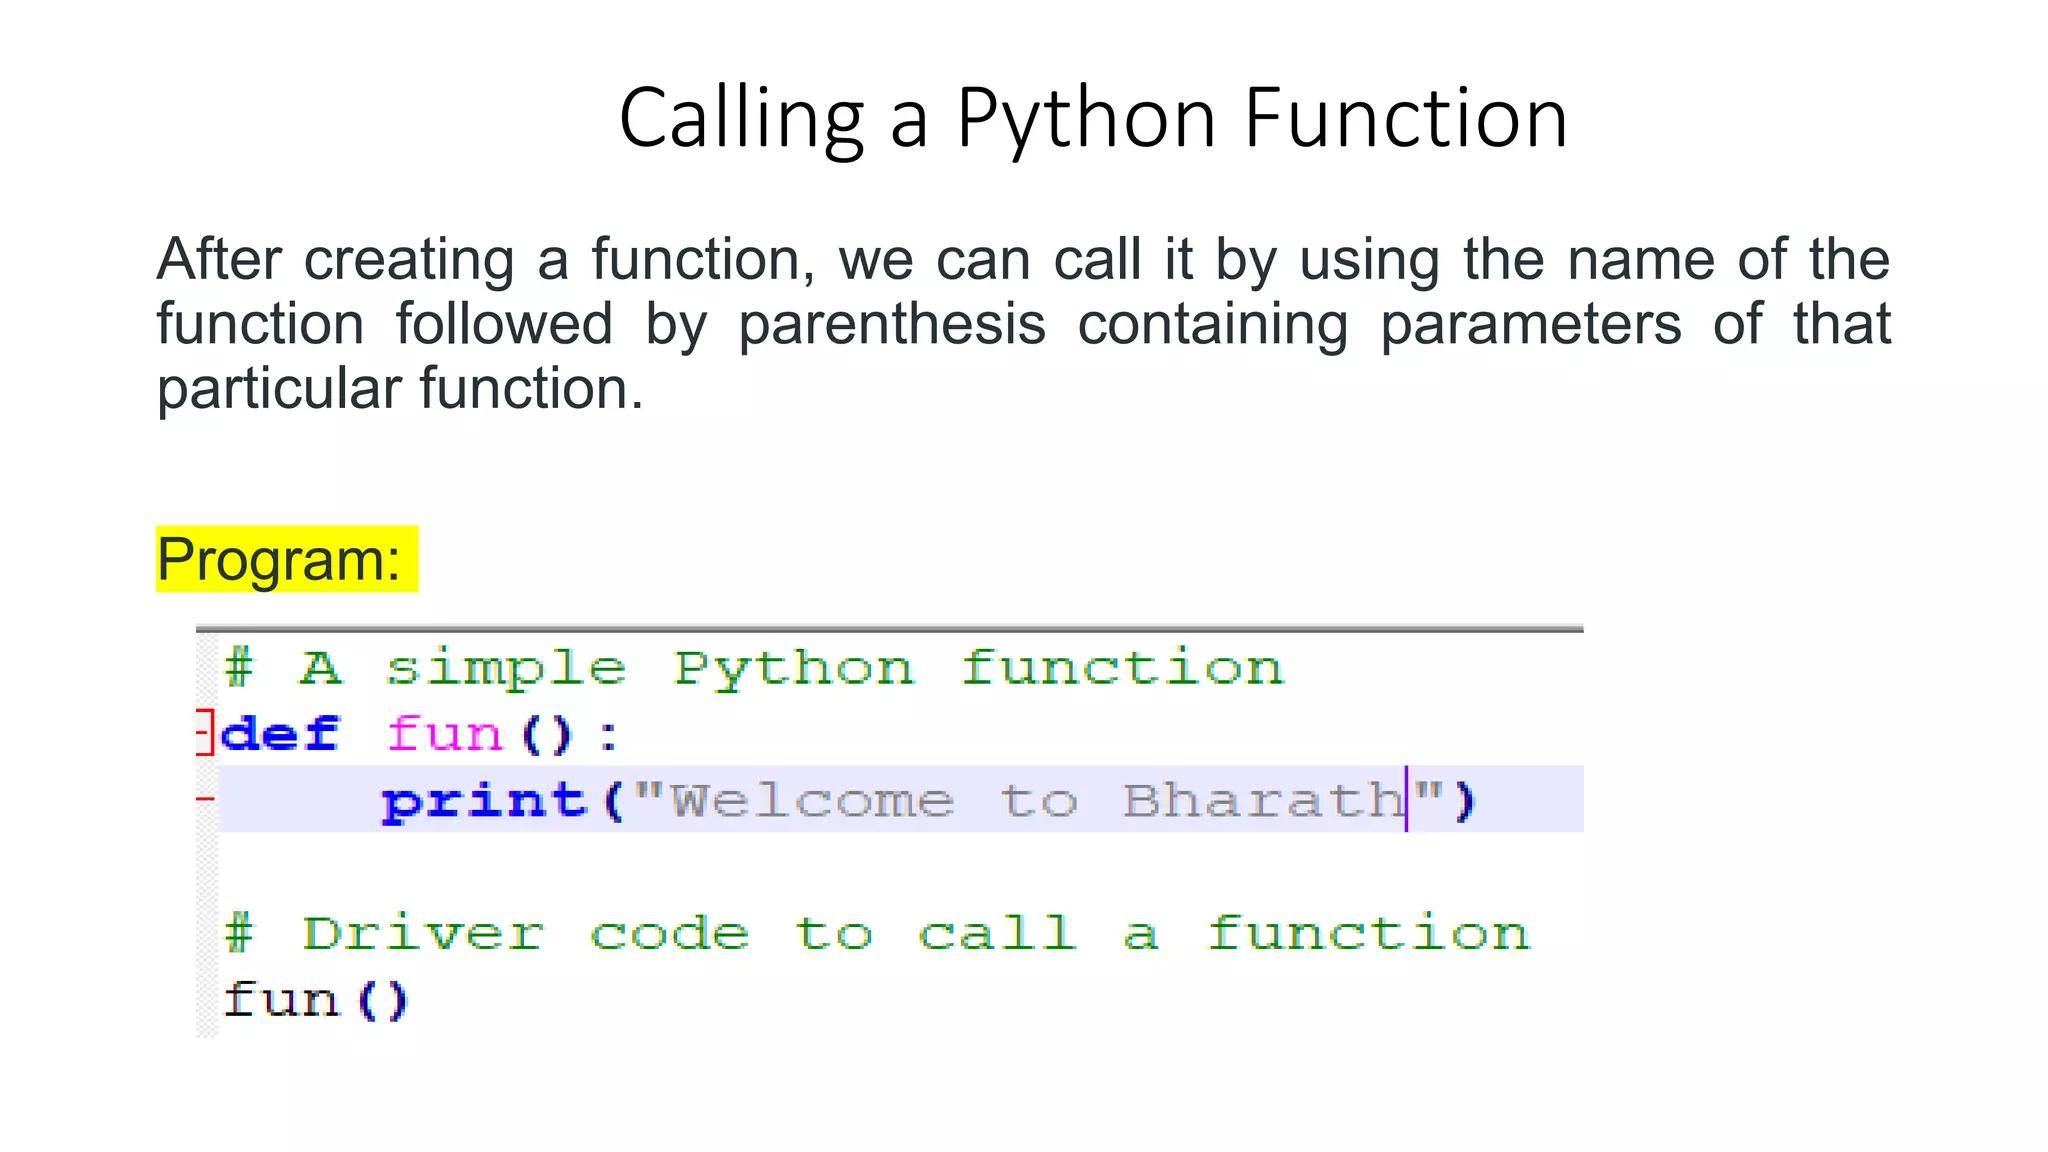 Calling a Python Function
After creating a function, we can call it by using the name of the
function followed by parenthesis containing parameters of that
particular function.
Program:
# A simple Python function
def fun():
    print("Welcome to Bharath")
# Driver code to call a function
fun()